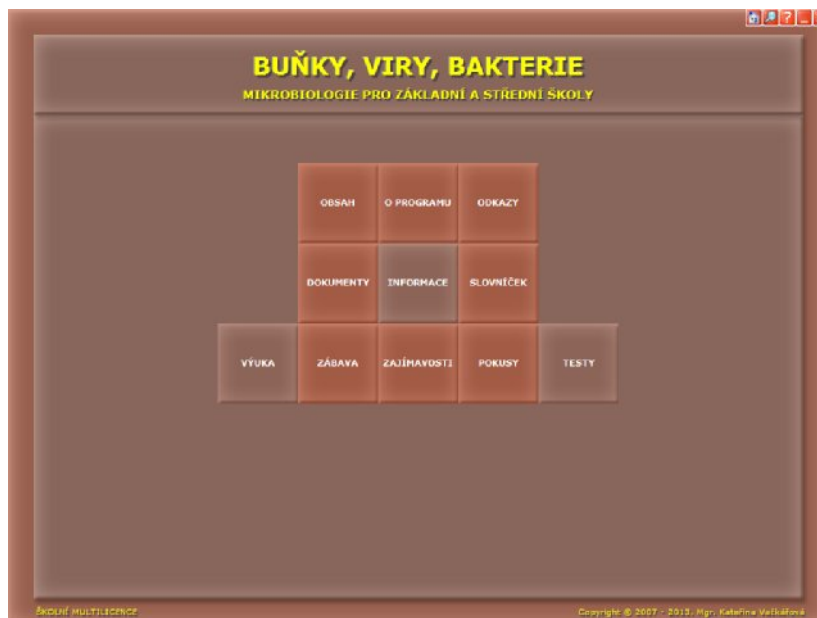 BUŇKY, VIRY, BAKTERIE
MIKROBIOLOGIE PRO ZÁKLADNÍ A STŘEDNÍ ŠKOLY
OBSAH O PROGRAMU ODKAZY
DOKUMENTY INFORMACE SLOVNÍČEK
VÝUKA ZÁBAVA ZAJÍMAVOSTI POKUSY TESTY
ŠKOLNÍ MULTILICENCE Copyright © 2007 - 2013. Mgr. Kateřina